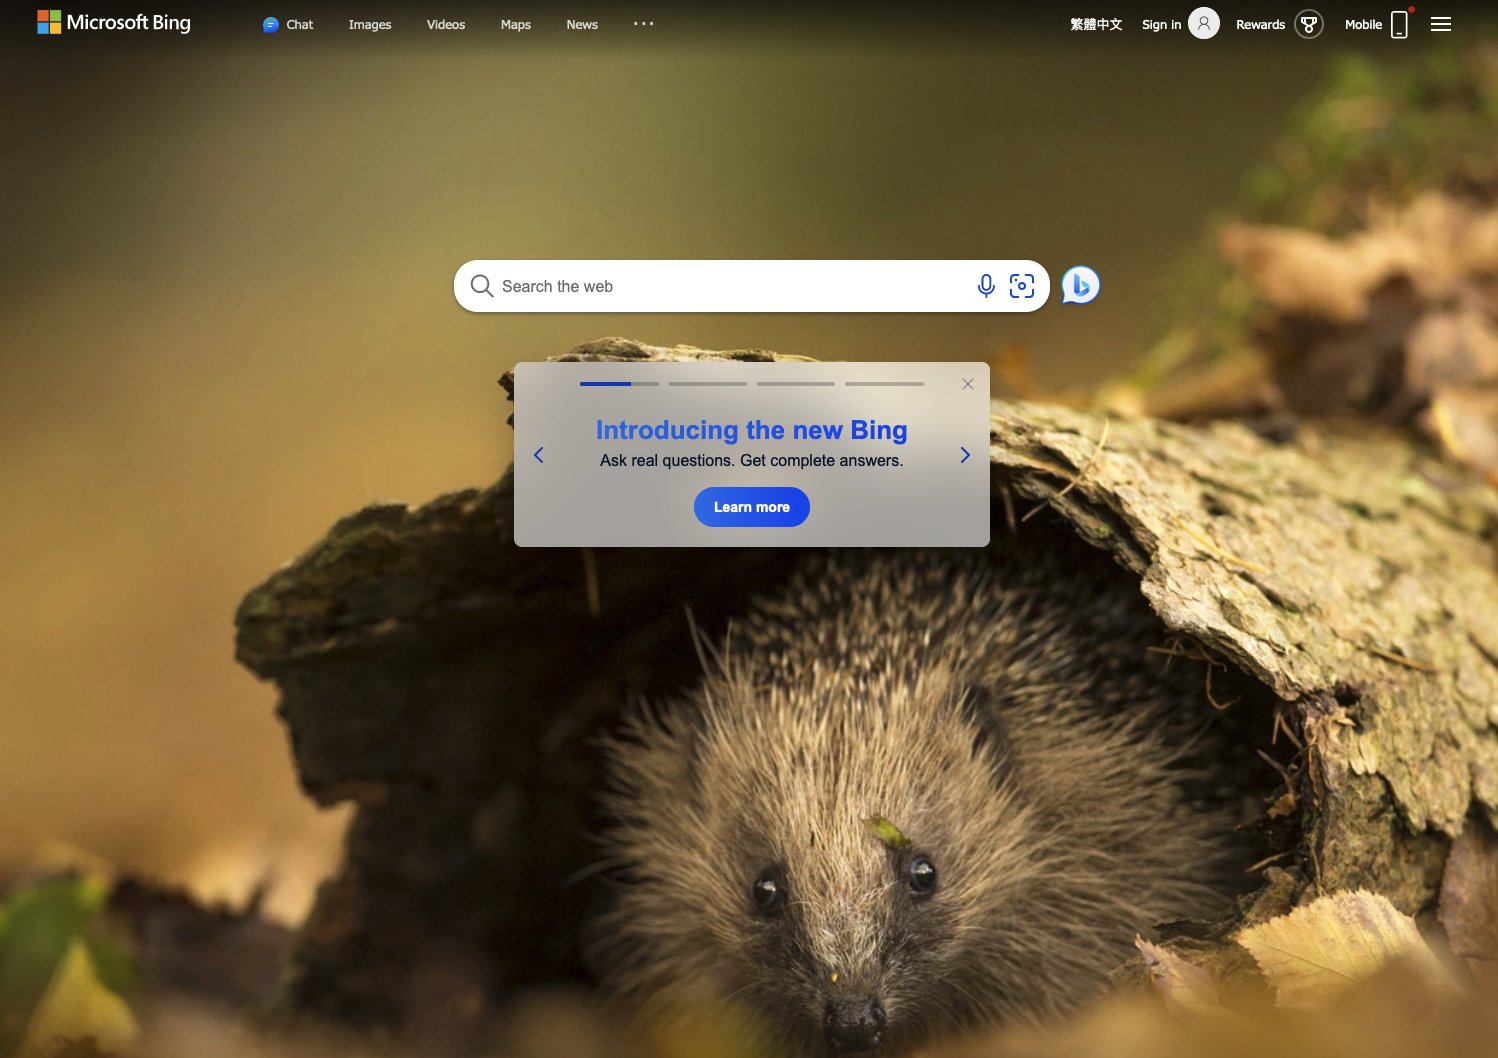 Microsoft Bing
Chat
Images
Videos
Maps
News
繁體中文
Sign in
Rewards
Mobile
Search the web
Introducing the new Bing
Ask real questions. Get complete answers.
Learn more